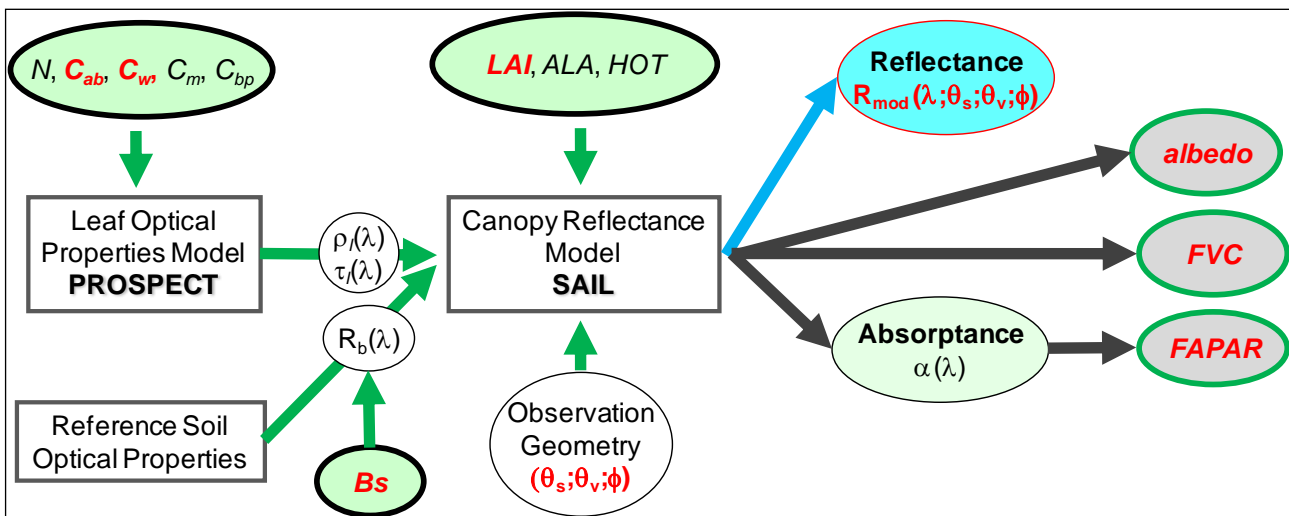 N, Cab, Cw, Cm, Cbp
LAI, ALA, HOT
Reflectance
Rmod(λ;θs;θv;ϕ)
albedo
Leaf Optical
Properties Model
PROSPECT
ρl(λ)
τl(λ)
Canopy Reflectance
Model
SAIL
FVC
Rb(λ)
Absorptance
α(λ)
FAPAR
Reference Soil
Optical Properties
Bs
Observation
Geometry
(θs;θv;ϕ)